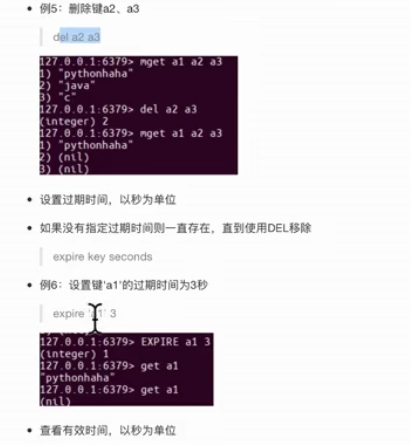 例5：删除键a2、a3
del a2 a3
127.0.0.1:6379> mget a1 a2 a3
1) "pythonhaha"
2) "java"
3) "c"
127.0.0.1:6379> del a2 a3
(integer) 2
127.0.0.1:6379> mget a1 a2 a3
1) "pythonhaha"
2) (nil)
3) (nil)
设置过期时间，以秒为单位
如果没有指定过期时间则一直存在，直到使用DEL移除
expire key seconds
例6：设置键'a1'的过期时间为3秒
expire 'a1' 3
127.0.0.1:6379> EXPIRE a1 3
(integer) 1
127.0.0.1:6379> get a1
"pythonhaha"
127.0.0.1:6379> get a1
(nil)
查看有效时间，以秒为单位